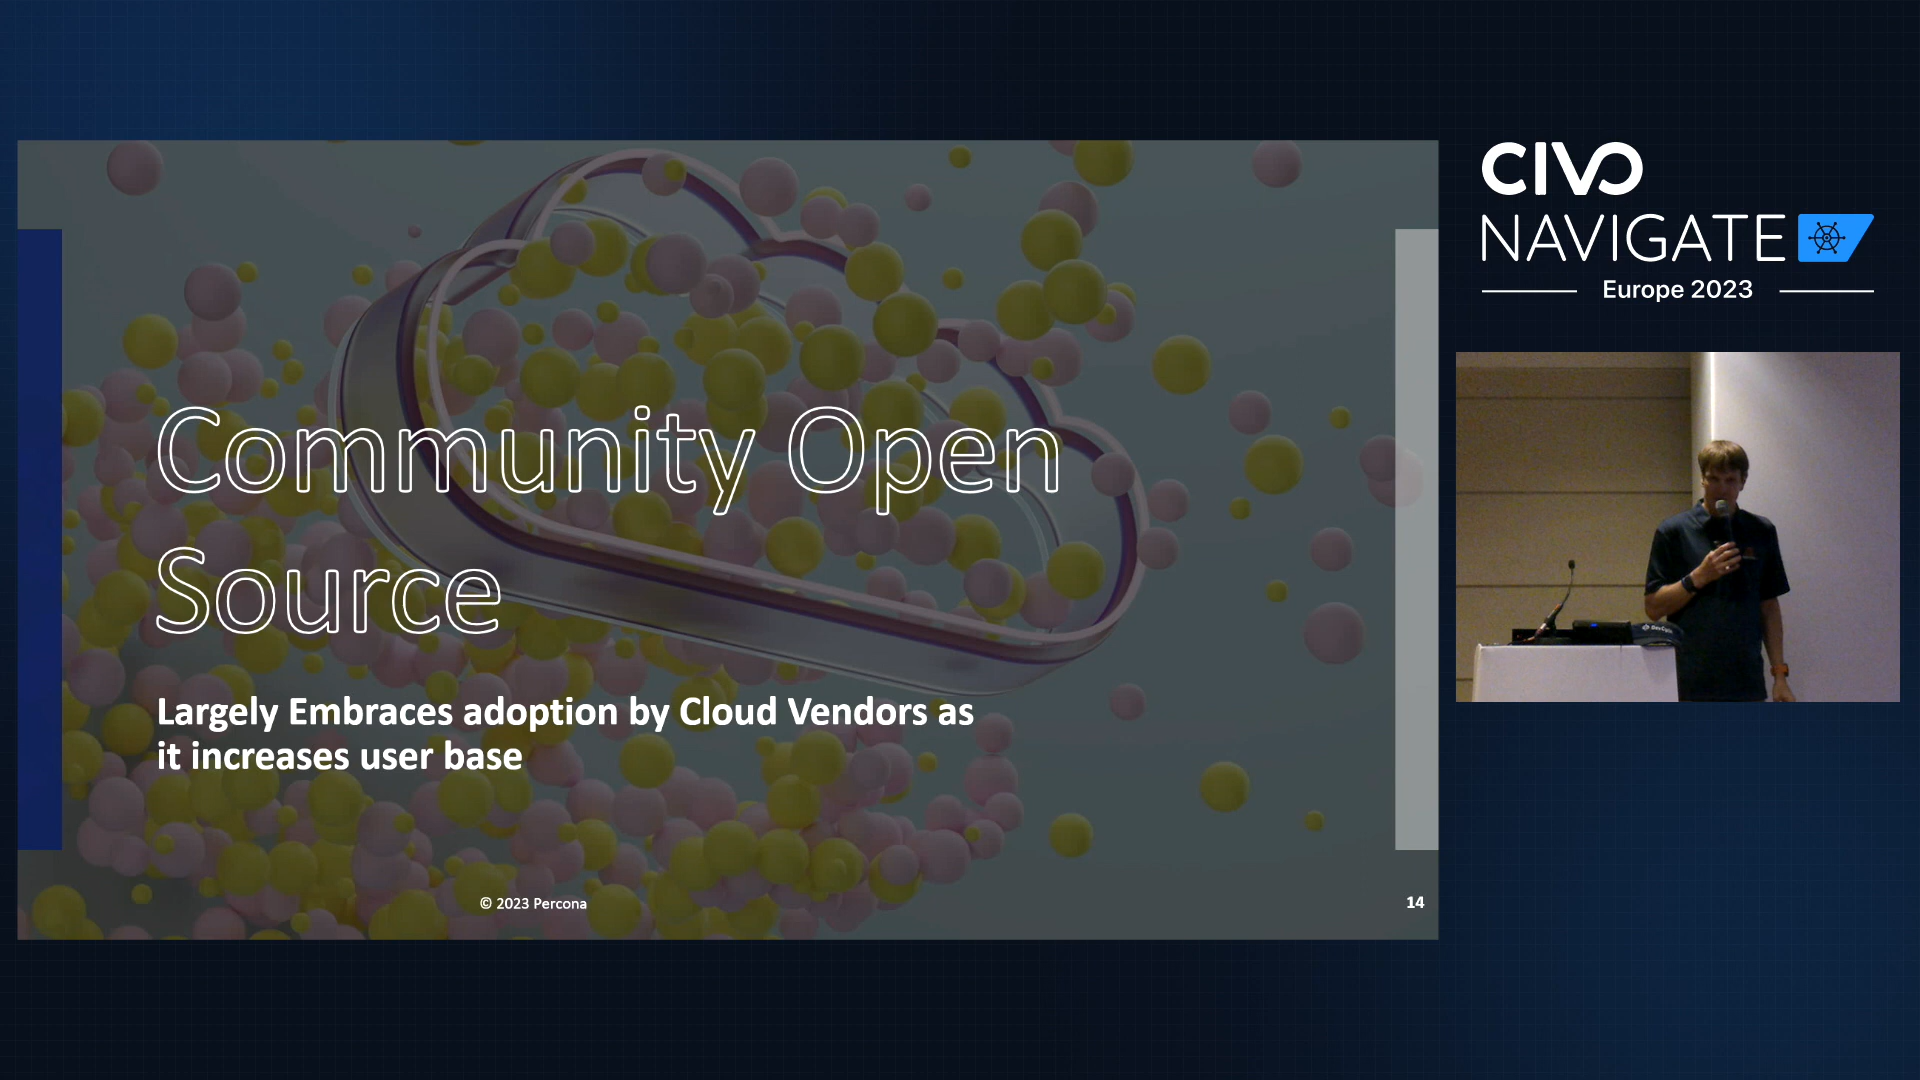 Community Open
Source
Largely Embraces adoption by Cloud Vendors as
it increases user base
© 2023 Percona
14
CIVO
NAVIGATE
Europe 2023